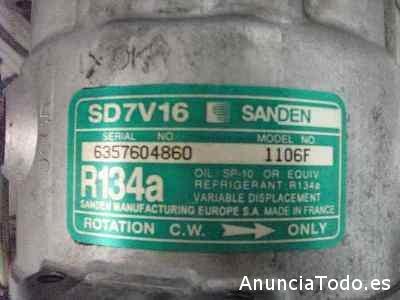 SD7V16 SANDEN
SERIAL NO. MODEL NO.
6357604860 1106F
R134a
OIL: SP-10 OR EQUIV
REFRIGERANT: R134a
VARIABLE DISPLACEMENT
SANDEN MANUFACTURING EUROPE S.A. MADE IN FRANCE
ROTATION C.W. ONLY
AnunciaTodo.es